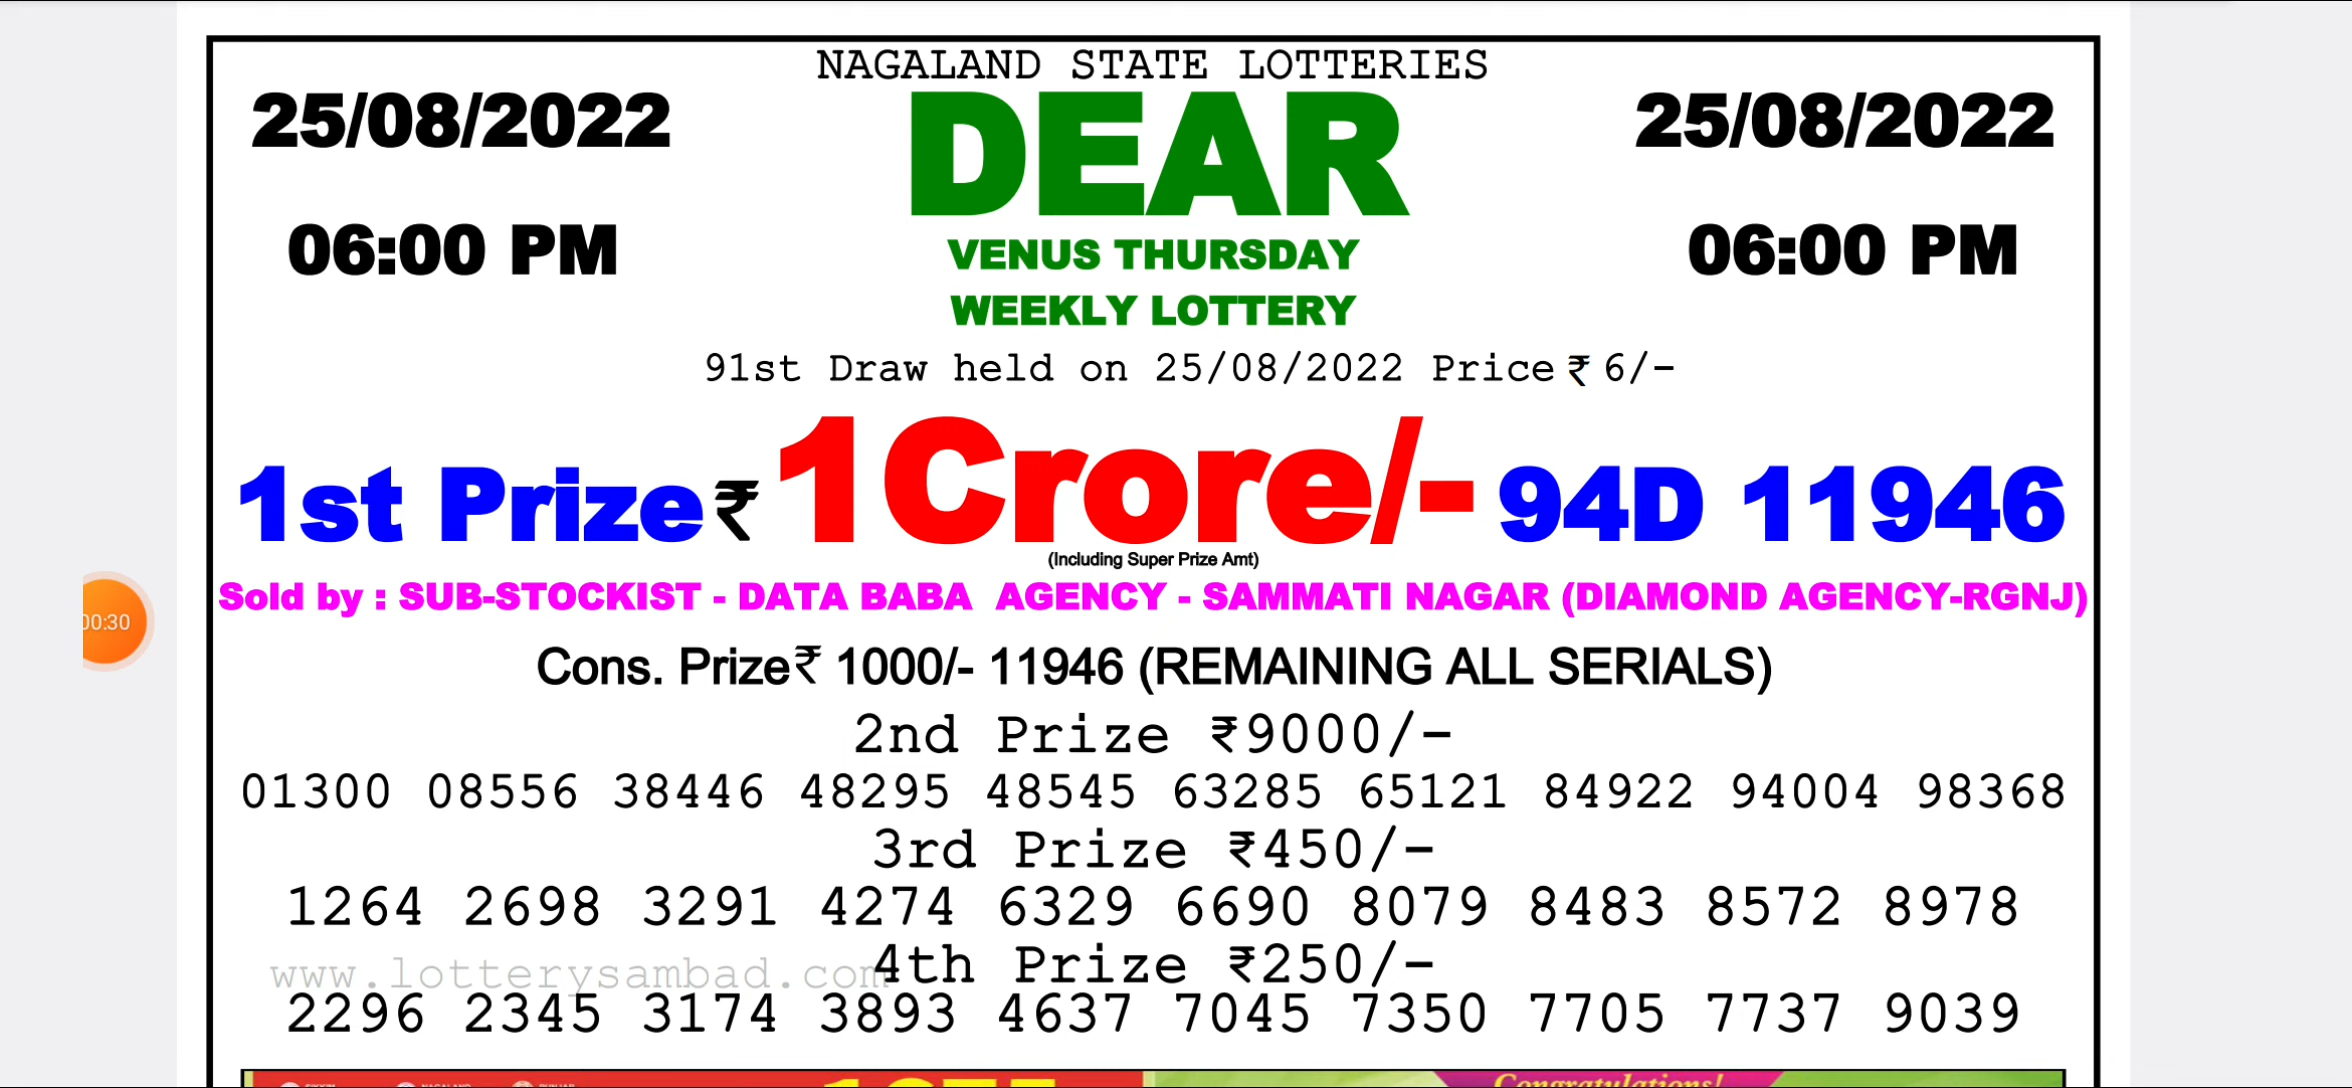 NAGALAND STATE LOTTERIES
25/08/2022
DEAR
25/08/2022
06:00 PM
VENUS THURSDAY
06:00 PM
WEEKLY LOTTERY
91st Draw held on 25/08/2022 Price ₹ 6/-
1st Prize ₹ 1Crore/- 94D 11946
(Including Super Prize Amt)
Sold by : SUB-STOCKIST - DATA BABA AGENCY - SAMMATI NAGAR (DIAMOND AGENCY-RGNJ)
00:30
Cons. Prize₹ 1000/- 11946 (REMAINING ALL SERIALS)
2nd Prize ₹9000/-
01300 08556 38446 48295 48545 63285 65121 84922 94004 98368
3rd Prize ₹450/-
1264 2698 3291 4274 6329 6690 8079 8483 8572 8978
www.lotterysambad.com
4th Prize ₹250/-
2296 2345 3174 3893 4637 7045 7350 7705 7737 9039
Congratulations!